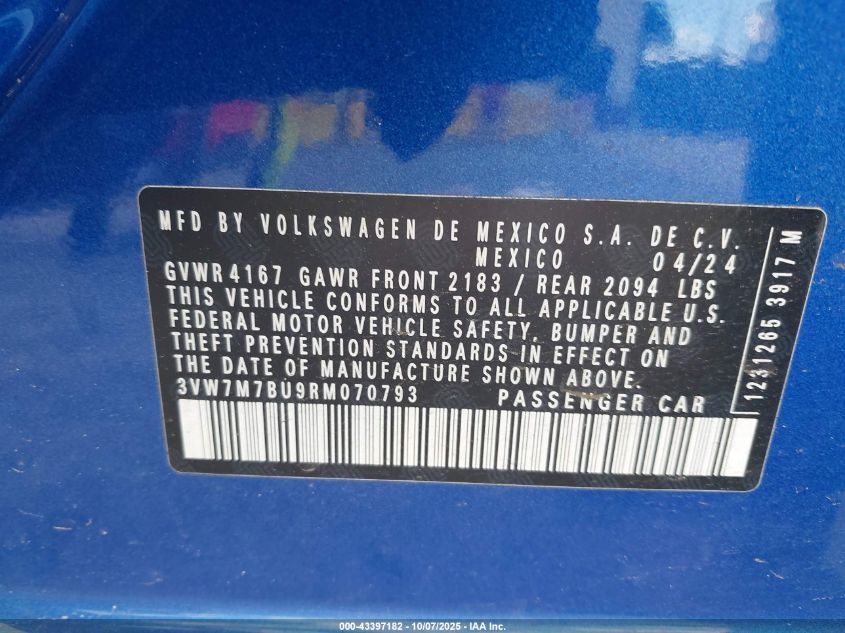 MFD BY VOLKSWAGEN DE MEXICO S.A. DE C.V.
MEXICO 04/24
GVWR 4167 GAWR FRONT 2183 / REAR 2094 LBS
THIS VEHICLE CONFORMS TO ALL APPLICABLE U.S.
FEDERAL MOTOR VEHICLE SAFETY, BUMPER AND
THEFT PREVENTION STANDARDS IN EFFECT ON
THE DATE OF MANUFACTURE SHOWN ABOVE.
3VW7M7BU9RM070793 PASSENGER CAR
1231265 3917 M
000-43397182 - 10/07/2025 - IAA Inc.